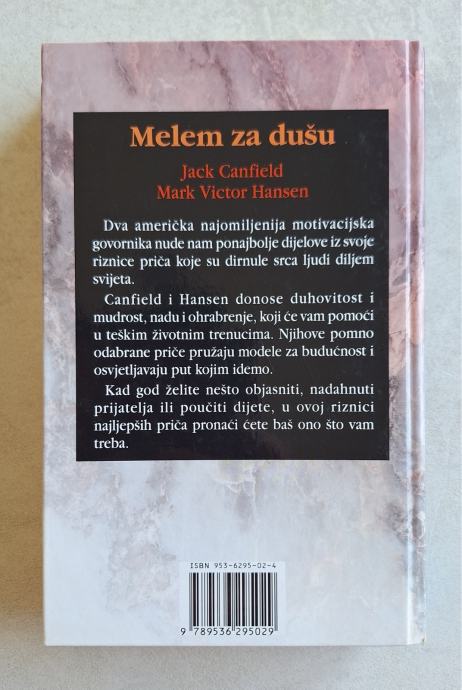 Melem za dušu
Jack Canfield
Mark Victor Hansen
Dva američka najomiljenija motivacijska
govornika nude nam ponajbolje dijelove iz svoje
riznice priča koje su dirnule srca ljudi diljem
svijeta.
Canfield i Hansen donose duhovitost i
mudrost, nadu i ohrabrenje, koji će vam pomoći
u teškim životnim trenucima. Njihove pomno
odabrane priče pružaju modele za budućnost i
osvjetljavaju put kojim idemo.
Kad god želite nešto objasniti, nadahnuti
prijatelja ili poučiti dijete, u ovoj riznici
najljepših priča pronaći ćete baš ono što vam
treba.
ISBN 953-6295-02-4
9 789536 295029